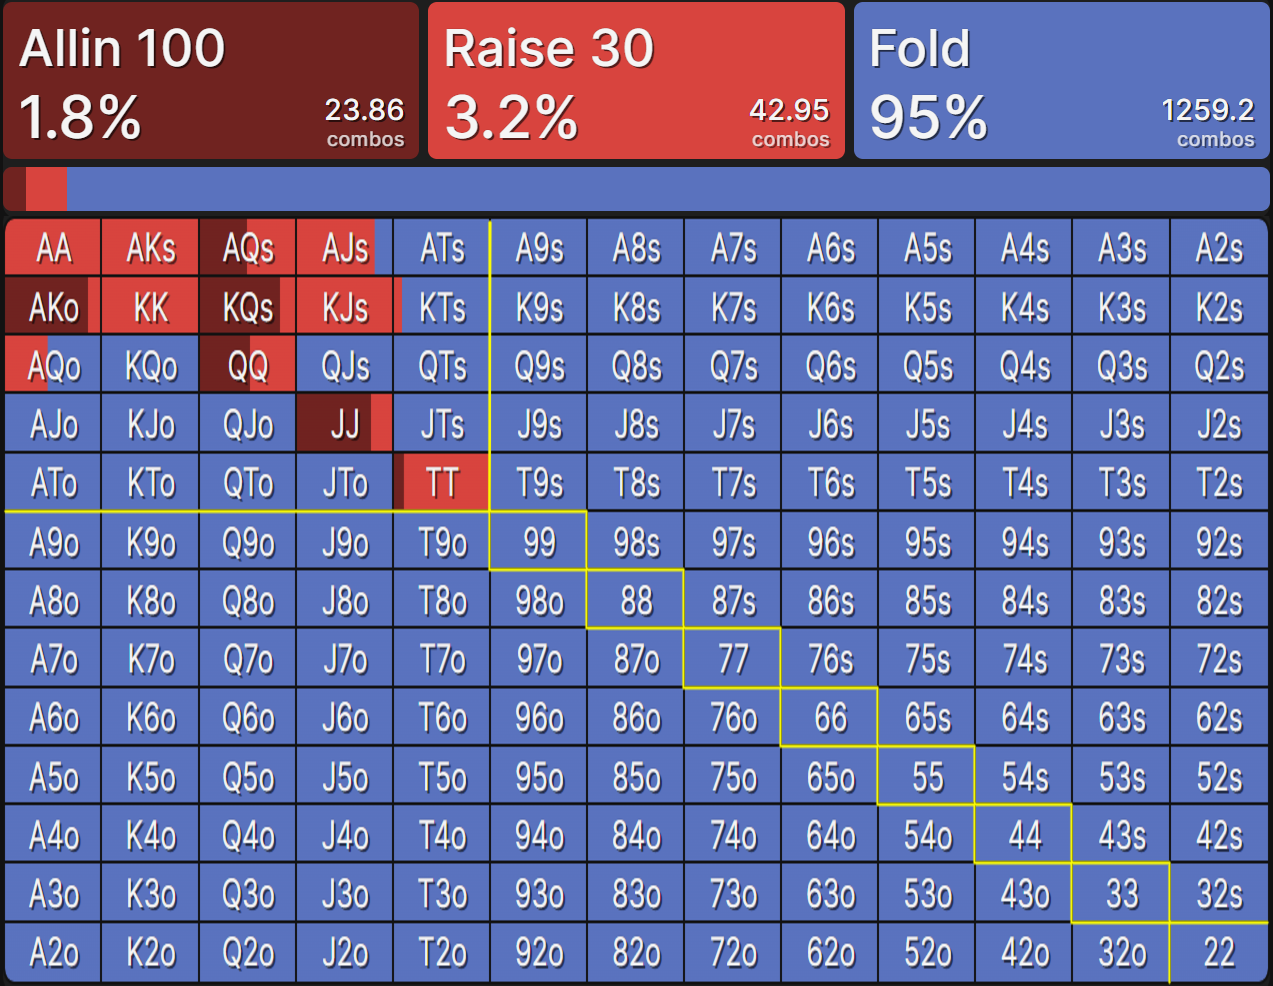 Allin 100 Raise 30 Fold
1.8% 23.86 combos 3.2% 42.95 combos 95% 1259.2 combos
AA AKs AQs AJs ATs A9s A8s A7s A6s A5s A4s A3s A2s
AKo KK KQs KJs KTs K9s K8s K7s K6s K5s K4s K3s K2s
AQo KQo QQ QJs QTs Q9s Q8s Q7s Q6s Q5s Q4s Q3s Q2s
AJo KJo QJo JJ JTs J9s J8s J7s J6s J5s J4s J3s J2s
ATo KTo QTo JTo TT T9s T8s T7s T6s T5s T4s T3s T2s
A9o K9o Q9o J9o T9o 99 98s 97s 96s 95s 94s 93s 92s
A8o K8o Q8o J8o T8o 98o 88 87s 86s 85s 84s 83s 82s
A7o K7o Q7o J7o T7o 97o 87o 77 76s 75s 74s 73s 72s
A6o K6o Q6o J6o T6o 96o 86o 76o 66 65s 64s 63s 62s
A5o K5o Q5o J5o T5o 95o 85o 75o 65o 55 54s 53s 52s
A4o K4o Q4o J4o T4o 94o 84o 74o 64o 54o 44 43s 42s
A3o K3o Q3o J3o T3o 93o 83o 73o 63o 53o 43o 33 32s
A2o K2o Q2o J2o T2o 92o 82o 72o 62o 52o 42o 32o 22